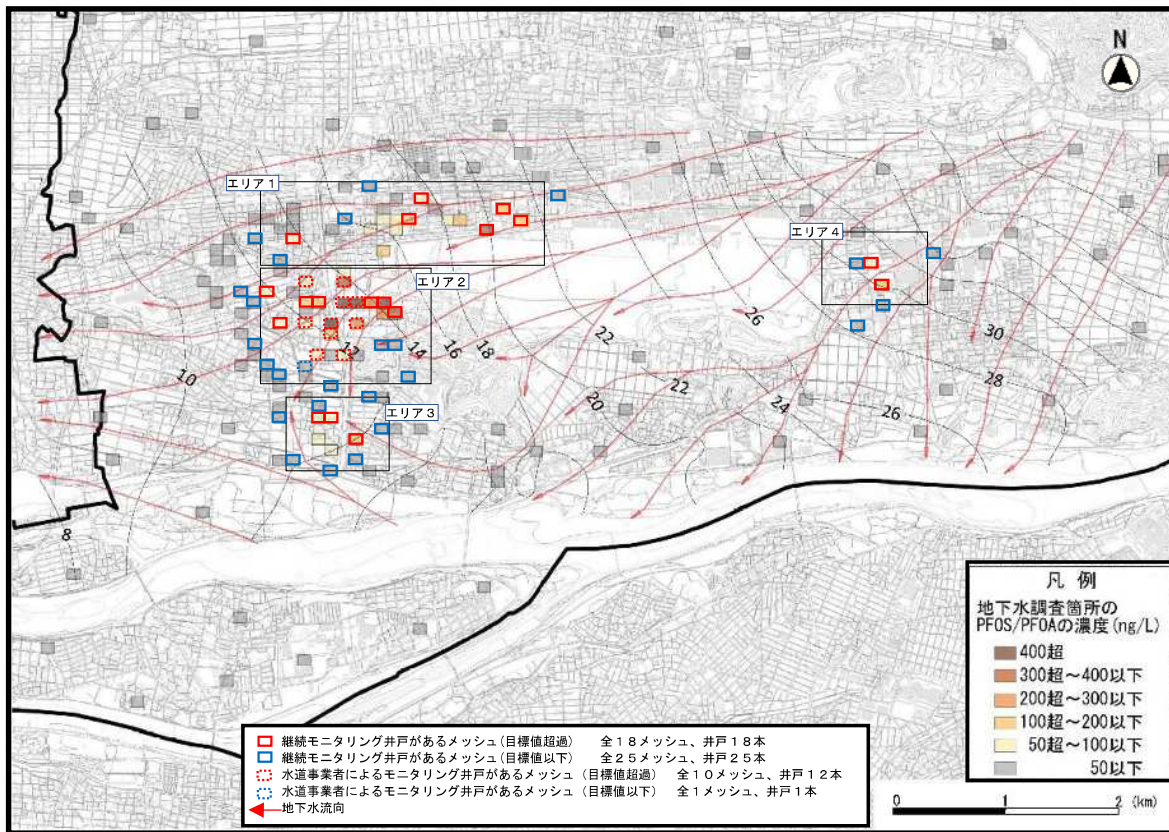 N
エリア1
エリア2
エリア4
エリア3
10
12
14
16
18
22
26
30
28
20
22
24
26
8
凡 例
地下水調査箇所の
PFOS/PFOAの濃度(ng/L)
400超
300超～400以下
200超～300以下
100超～200以下
50超～100以下
50以下
継続モニタリング井戸があるメッシュ(目標値超過) 全18メッシュ、井戸18本
継続モニタリング井戸があるメッシュ(目標値以下) 全25メッシュ、井戸25本
水道事業者によるモニタリング井戸があるメッシュ(目標値超過) 全10メッシュ、井戸12本
水道事業者によるモニタリング井戸があるメッシュ(目標値以下) 全1メッシュ、井戸1本
地下水流向
0 1 2 (km)